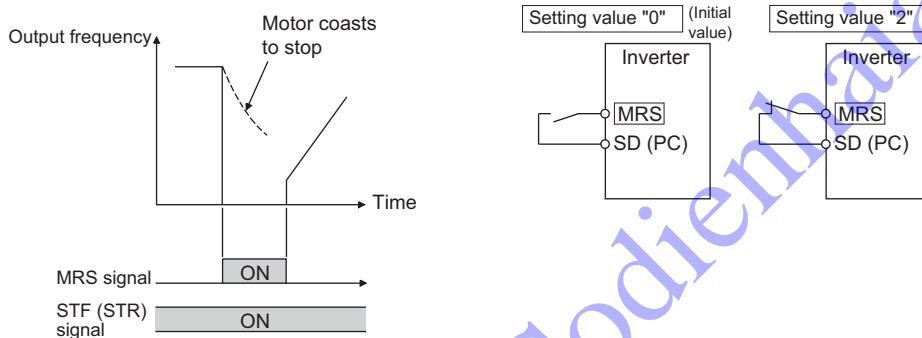 Output frequency
Motor coasts
to stop
Time
MRS signal
ON
STF (STR)
signal
ON
Setting value "0"
(Initial
value)
Inverter
MRS
SD (PC)
Setting value "2"
Inverter
MRS
SD (PC)